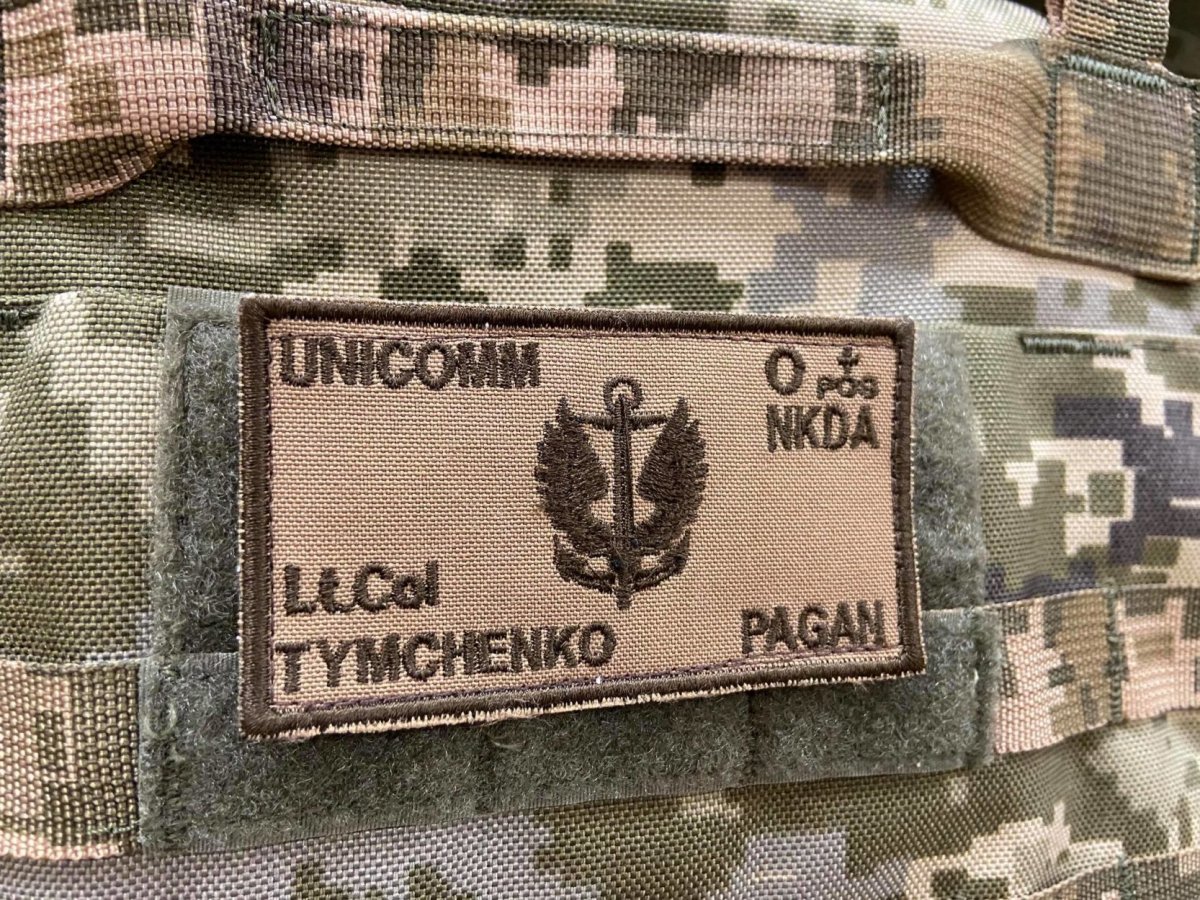 UNICOMM
O +
POS
NKDA
Lt.Col
TYMCHENKO
PAGAN